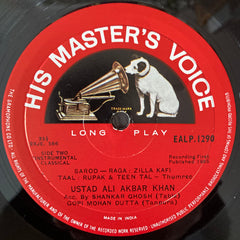 HIS MASTER'S VOICE
TRADE MARK
LONG PLAY
EALP.1290
SIDE TWO
INSTRUMENTAL
CLASSICAL
Recording First
Published 1965
SAROD - RAGA: ZILLA KAFI
TAAL: RUPAK & TEEN TAL - Thumree
USTAD ALI AKBAR KHAN
Acc. By SHANKAR GHOSH (Tabla)
GOPI MOHAN DUTTA (Tanpura)
MADE IN INDIA